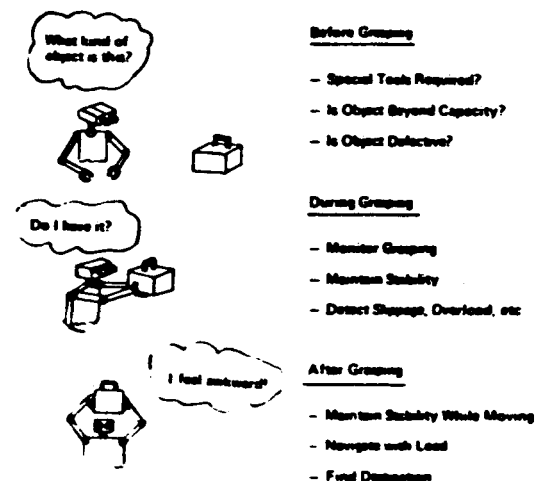 What kind of
object is this?
Before Grasping
– Special Tools Required?
– Is Object Beyond Capacity?
– Is Object Defective?
Do I have it?
During Grasping
– Monitor Grasping
– Maintain Stability
– Detect Slippage, Overload, etc
I feel awkward"
After Grasping
– Maintain Stability While Moving
– Navigate with Load
– Find Destination